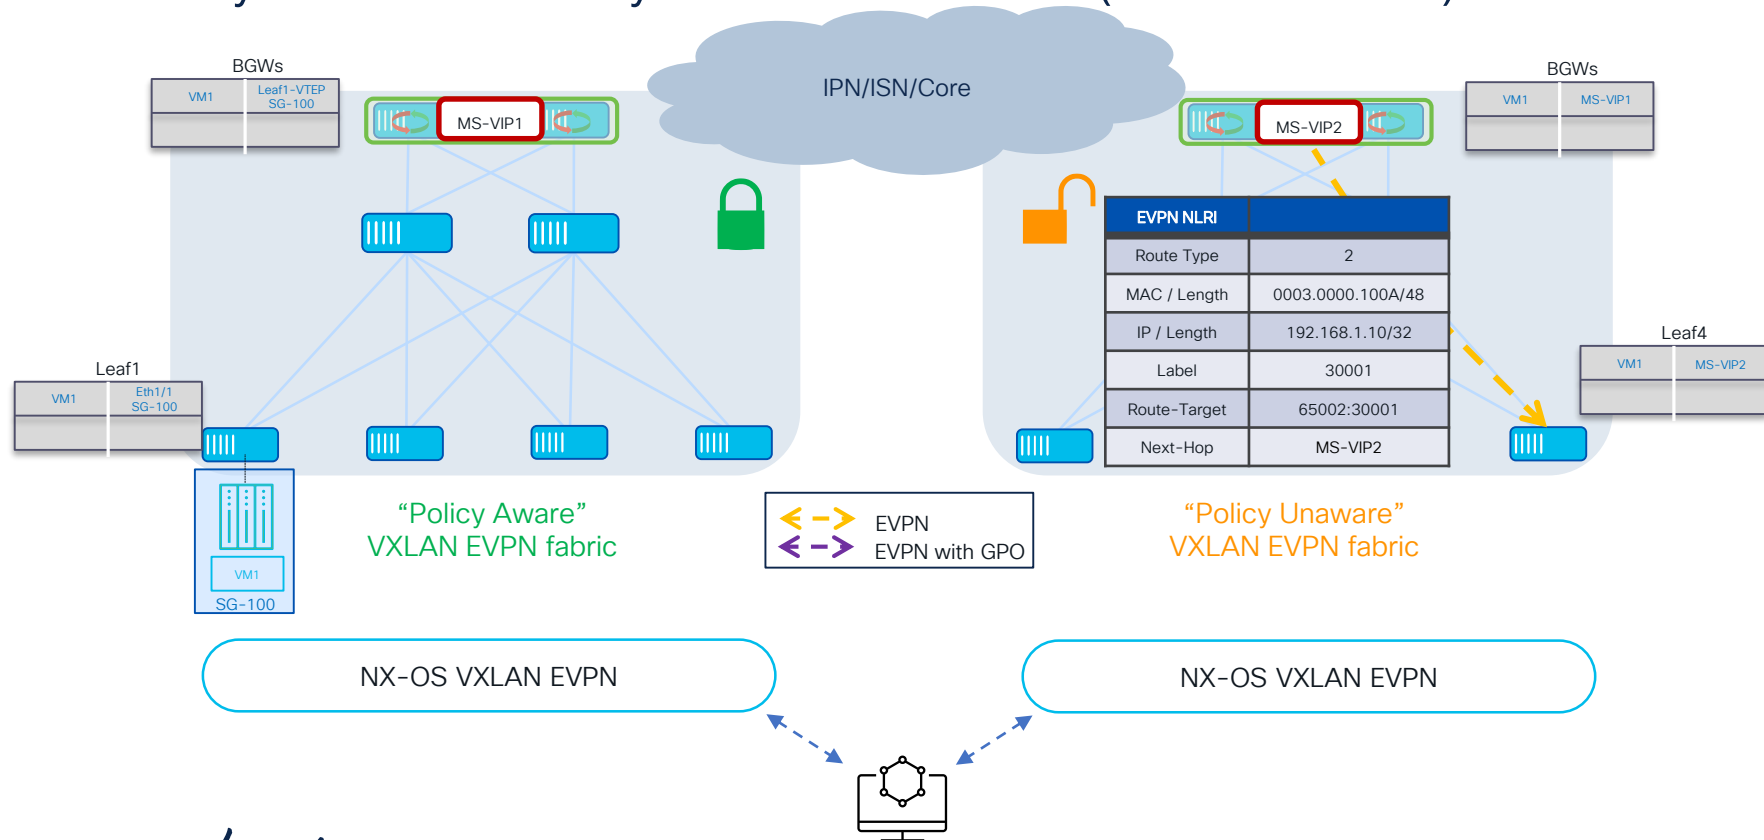 IPN/ISN/Core
BGWs
VM1
Leaf1-VTEP
SG-100
MS-VIP1
MS-VIP2
BGWs
VM1
MS-VIP1
EVPN NLRI
Route Type 2
MAC / Length 0003.0000.100A/48
IP / Length 192.168.1.10/32
Label 30001
Route-Target 65002:30001
Next-Hop MS-VIP2
Leaf1
VM1
Eth1/1
SG-100
Leaf4
VM1
MS-VIP2
VM1
SG-100
“Policy Aware”
VXLAN EVPN fabric
EVPN
EVPN with GPO
“Policy Unaware”
VXLAN EVPN fabric
NX-OS VXLAN EVPN
NX-OS VXLAN EVPN